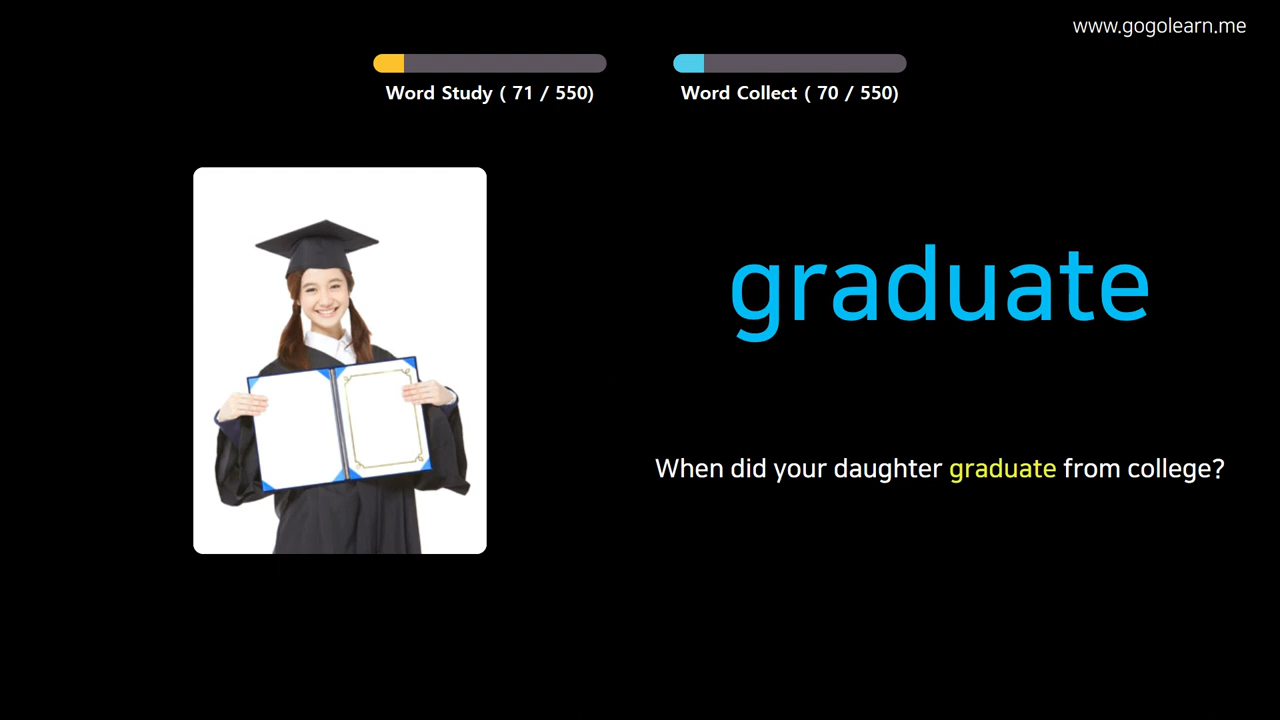 www.gogolearn.me
Word Study ( 71 / 550)
Word Collect ( 70 / 550)
graduate
When did your daughter graduate from college?